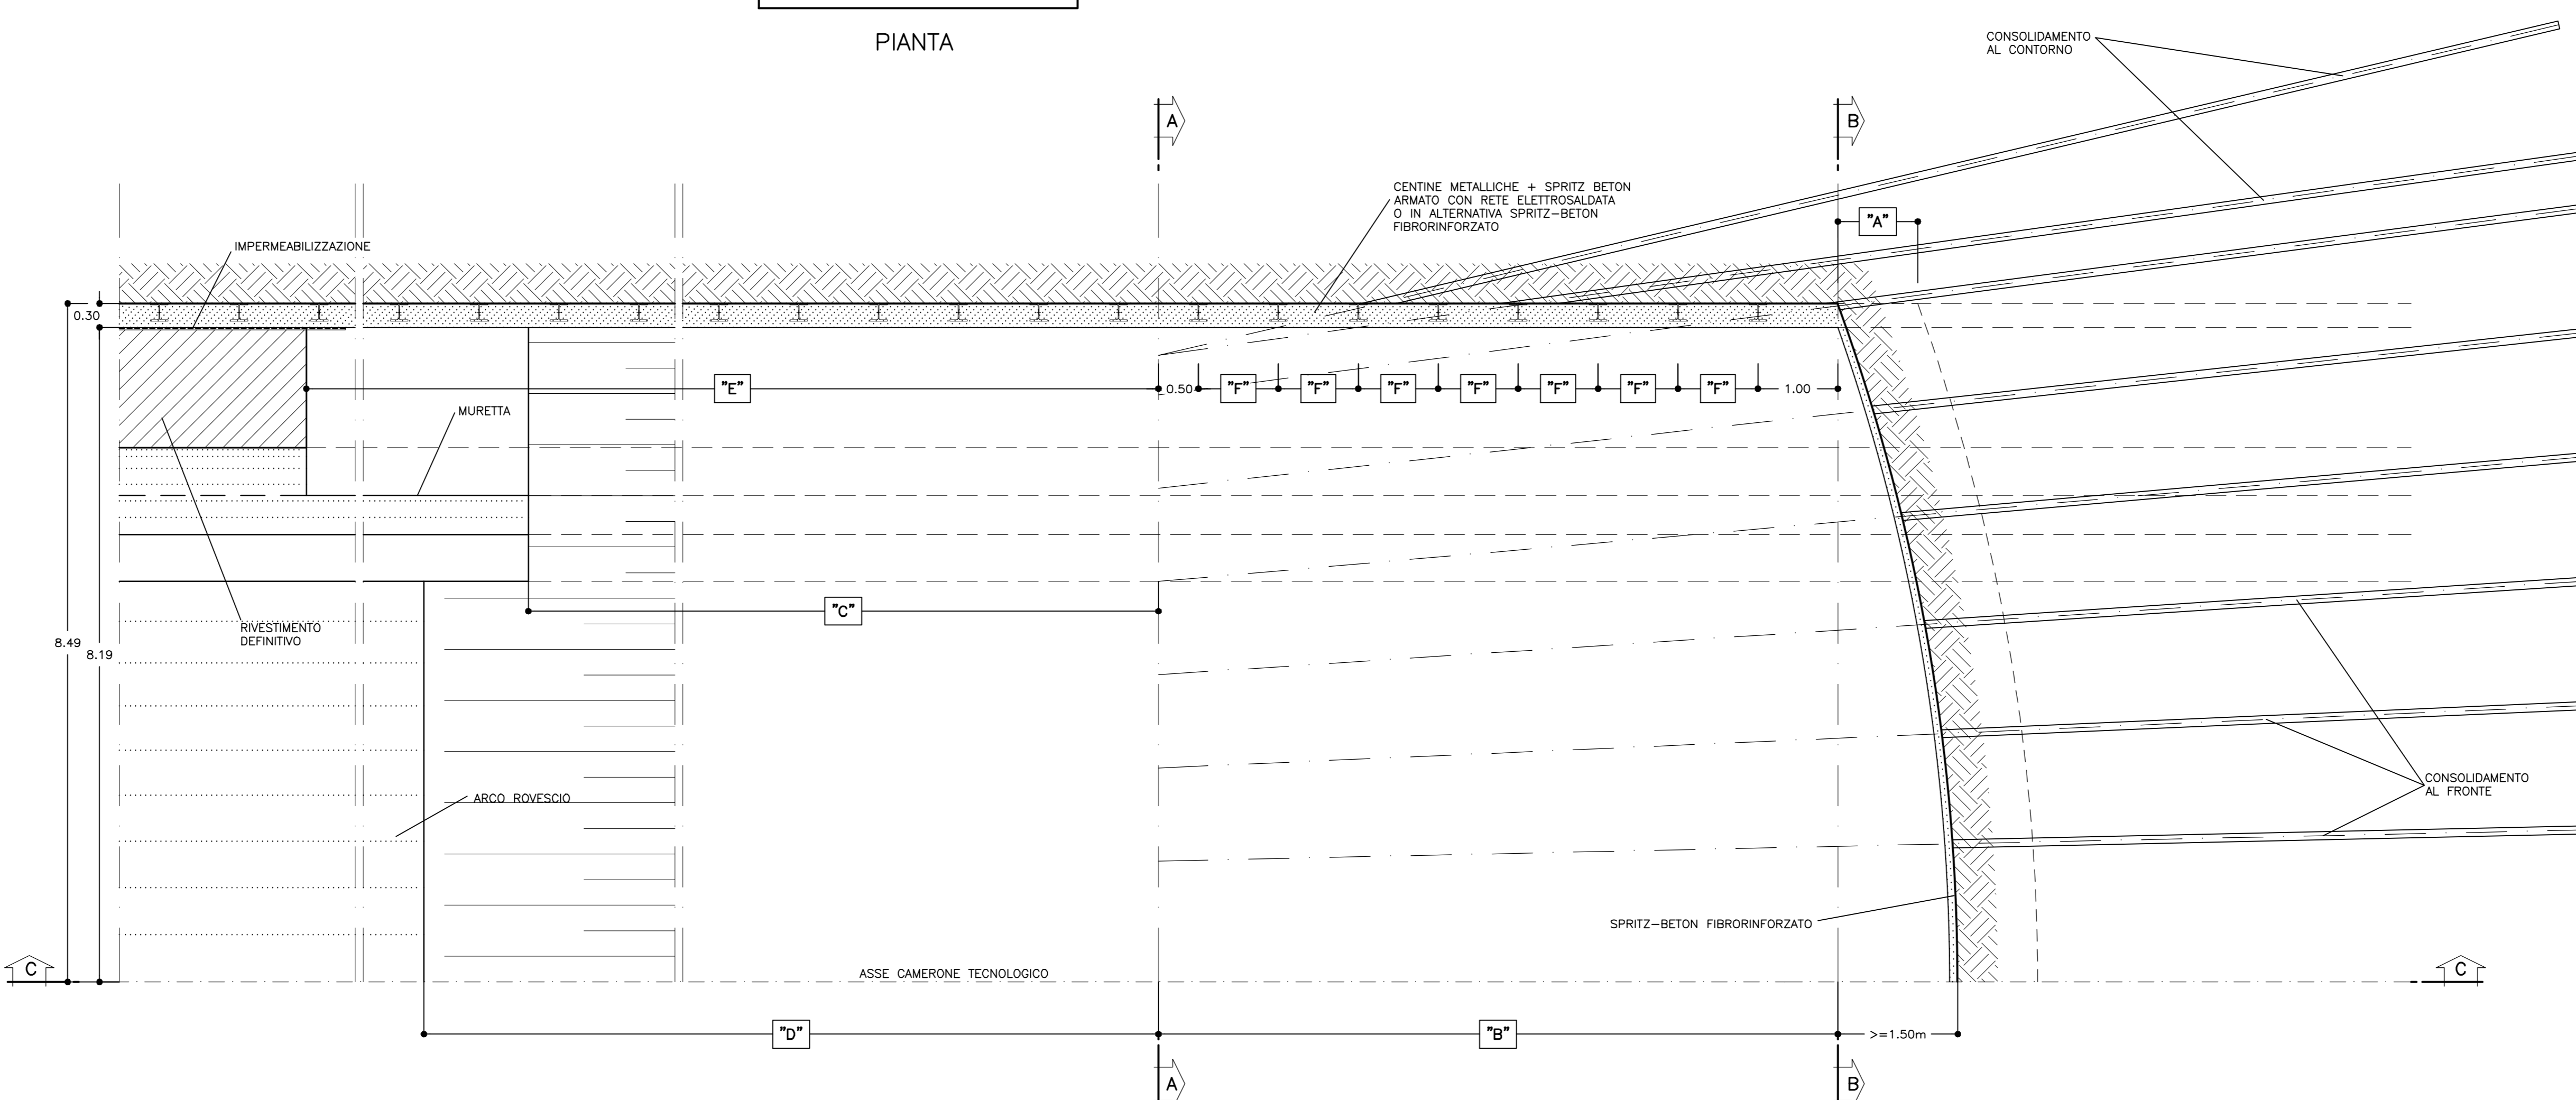 PIANTA
CONSOLIDAMENTO
AL CONTORNO
A
B
CENTINE METALLICHE + SPRITZ BETON
ARMATO CON RETE ELETTROSALDATA
O IN ALTERNATIVA SPRITZ-BETON
FIBRORINFORZATO
"A"
IMPERMEABILIZZAZIONE
0.30
"E"
0.50
"F"
"F"
"F"
"F"
"F"
"F"
"F"
1.00
MURETTA
"C"
RIVESTIMENTO
DEFINITIVO
8.49
8.19
CONSOLIDAMENTO
AL FRONTE
ARCO ROVESCIO
SPRITZ-BETON FIBRORINFORZATO
C
ASSE CAMERONE TECNOLOGICO
C
"D"
"B"
>=1.50m
A
B